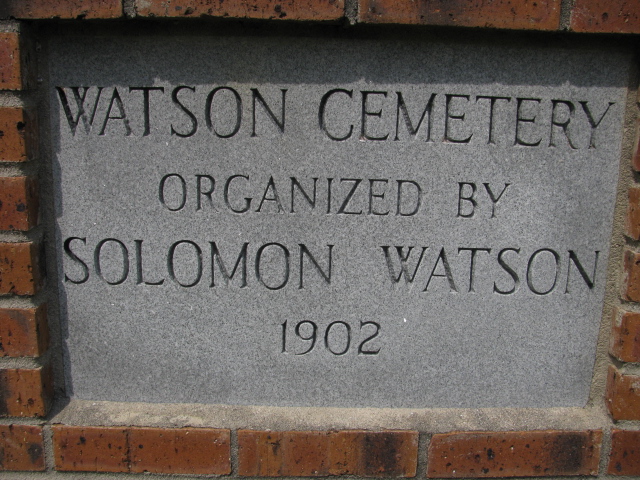 WATSON CEMETERY
ORGANIZED BY
SOLOMON WATSON
1902